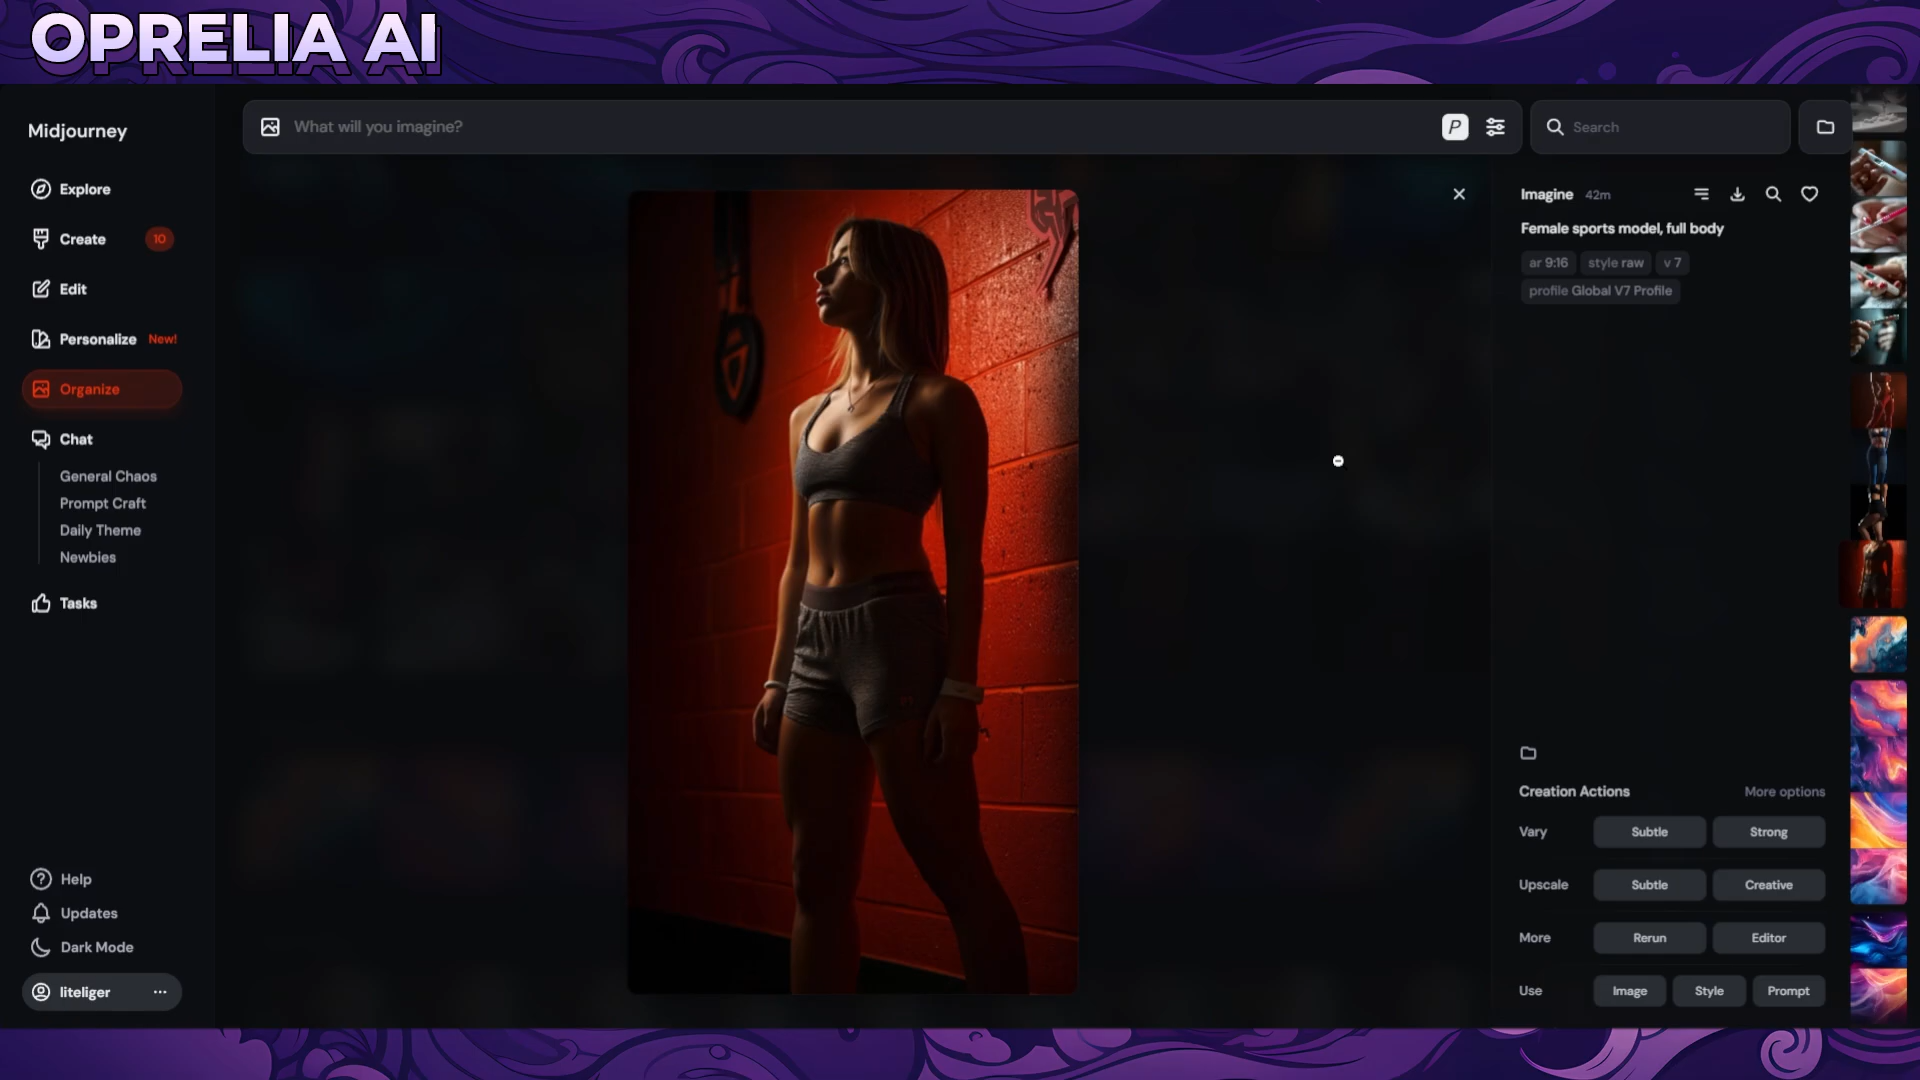 OPRELIA AI
Midjourney
What will you imagine?
Search
Explore
Create 10
Edit
Personalize New!
Organize
Chat
General Chaos
Prompt Craft
Daily Theme
Newbies
Tasks
Help
Updates
Dark Mode
liteliger
Imagine 42m
Female sports model, full body
ar 9:16 style raw v 7
profile Global V7 Profile
Creation Actions More options
Vary Subtle Strong
Upscale Subtle Creative
More Rerun Editor
Use Image Style Prompt